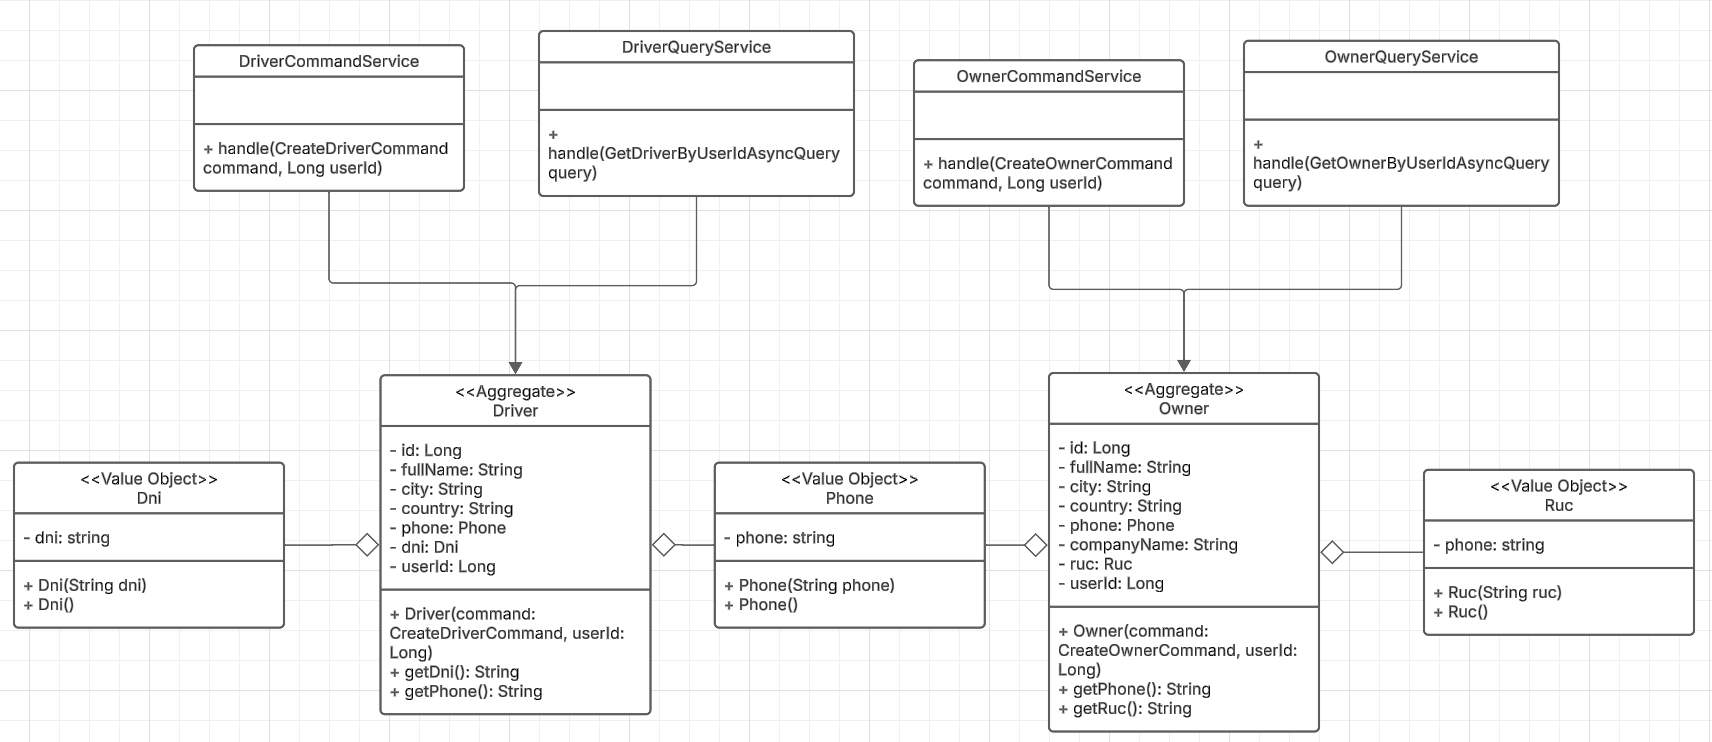 DriverCommandService
+ handle(CreateDriverCommand
command, Long userId)
DriverQueryService
+
handle(GetDriverByUserIdAsyncQuery
query)
OwnerCommandService
+ handle(CreateOwnerCommand
command, Long userId)
OwnerQueryService
+
handle(GetOwnerByUserIdAsyncQuery
query)
<<Value Object>>
Dni
- dni: string
+ Dni(String dni)
+ Dni()
<<Aggregate>>
Driver
- id: Long
- fullName: String
- city: String
- country: String
- phone: Phone
- dni: Dni
- userId: Long
+ Driver(command:
CreateDriverCommand, userId:
Long)
+ getDni(): String
+ getPhone(): String
<<Value Object>>
Phone
- phone: string
+ Phone(String phone)
+ Phone()
<<Aggregate>>
Owner
- id: Long
- fullName: String
- city: String
- country: String
- phone: Phone
- companyName: String
- ruc: Ruc
- userId: Long
+ Owner(command:
CreateOwnerCommand, userId:
Long)
+ getPhone(): String
+ getRuc(): String
<<Value Object>>
Ruc
- phone: string
+ Ruc(String ruc)
+ Ruc()